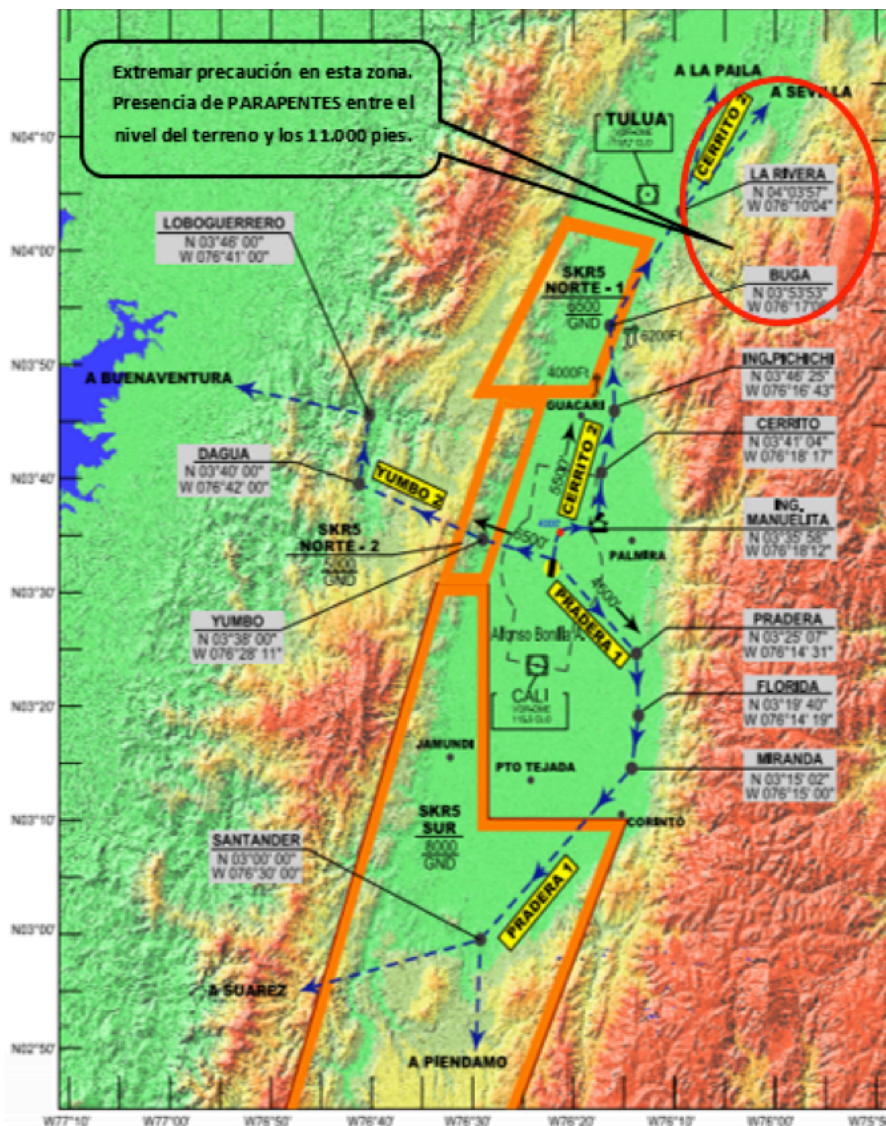 Extremar precaución en esta zona.
Presencia de PARAPENTES entre el
nivel del terreno y los 11.000 pies.
A LA PAILA
A SEVILLA
CERRITO 2
TULUA
N04°10'
LA RIVERA
N 04°03'57"
W 076°10'04"
LOBOGUERRERO
N 03°46' 00"
W 076°41' 00"
N04°00'
SKR5
NORTE - 1
6500
GND
BUGA
N 03°53'53"
6200Ft
N03°50'
4000Ft
ING.PICHICHI
N 03°46' 25"
W 076°16' 43"
A BUENAVENTURA
GUACARI
CERRITO
N 03°41' 04"
W 076°18' 17"
DAGUA
N 03°40' 00"
W 076°42' 00"
N03°40'
YUMBO 2
5500'
CERRITO 2
ING.
MANUELITA
N 03°35' 58"
W 076°18'12"
SKR5
NORTE - 2
GND
6500'
4000'
PALMIRA
N03°30'
4500'
YUMBO
N 03°38' 00"
W 076°28' 11"
PRADERA 1
PRADERA
N 03°25' 07"
W 076°14' 31"
Alfonso Bonilla A.
N03°20'
CALI
VOR-DME
FLORIDA
N 03°19' 40"
W 076°14' 19"
JAMUNDI
PTO TEJADA
MIRANDA
N 03°15' 02"
W 076°15' 00"
N03°10'
SKR5
SUR
8000
GND
CORINTO
SANTANDER
N 03°00' 00"
W 076°30' 00"
PRADERA 1
N03°00'
A SUAREZ
N02°50'
A PIENDAMO
W77°10'
W77°00'
W76°50'
W76°40'
W76°30'
W76°20'
W76°10'
W76°00'